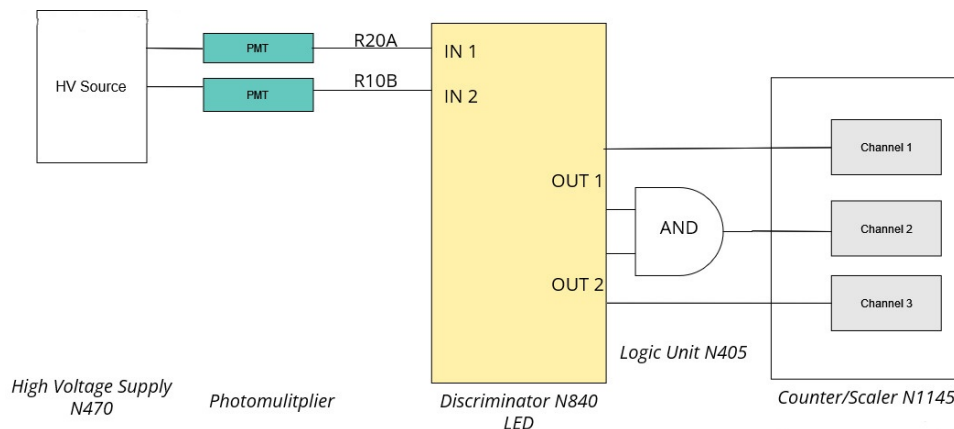 HV Source
PMT
PMT
R20A
R10B
IN 1
IN 2
OUT 1
OUT 2
AND
Channel 1
Channel 2
Channel 3
High Voltage Supply
N470
Photomulitplier
Discriminator N840
LED
Logic Unit N405
Counter/Scaler N1145